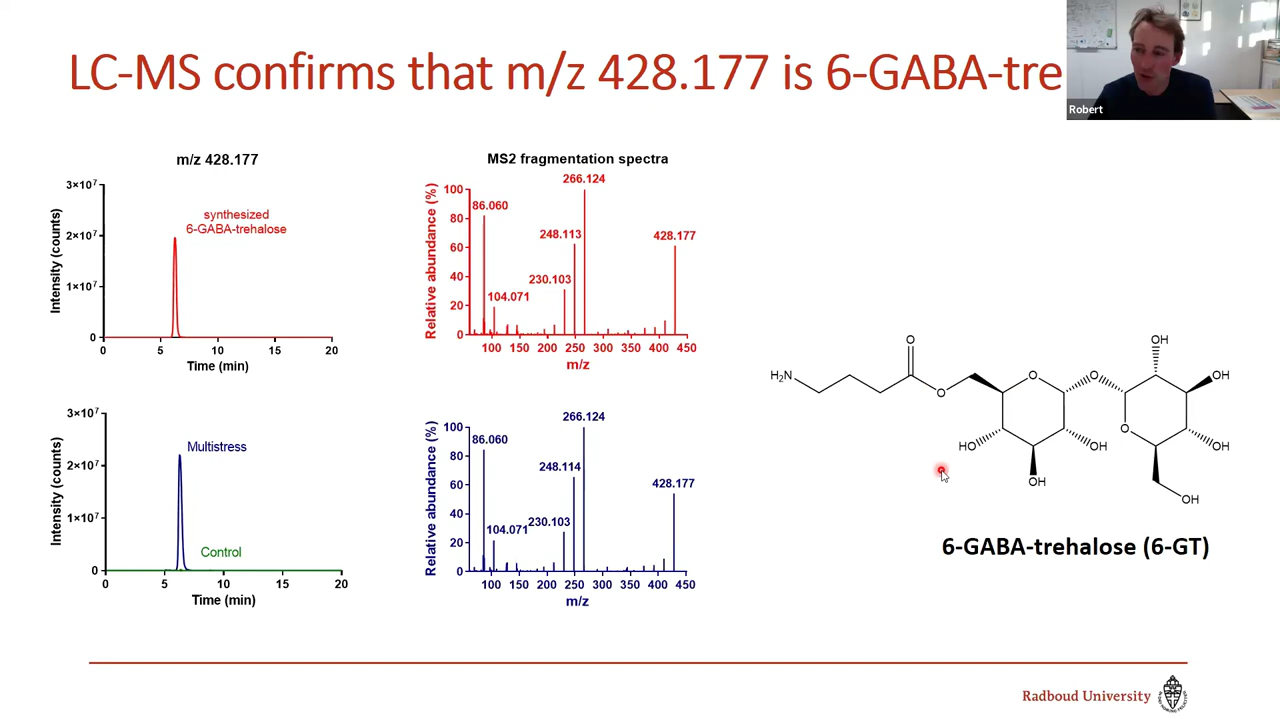 LC-MS confirms that m/z 428.177 is 6-GABA-tre
Robert
m/z 428.177
3×10⁷
2×10⁷
1×10⁷
0
Intensity (counts)
synthesized
6-GABA-trehalose
0 5 10 15 20
Time (min)
MS2 fragmentation spectra
Relative abundance (%)
100
80
60
40
20
0
86.060
104.071
230.103
248.113
266.124
428.177
100 150 200 250 300 350 400 450
m/z
3×10⁷
2×10⁷
1×10⁷
0
Intensity (counts)
Multistress
Control
0 5 10 15 20
Time (min)
Relative abundance (%)
100
80
60
40
20
0
86.060
104.071
230.103
248.114
266.124
428.177
100 150 200 250 300 350 400 450
m/z
H₂N
O
O
O
O
O
HO
OH
OH
OH
OH
OH
OH
6-GABA-trehalose (6-GT)
Radboud University